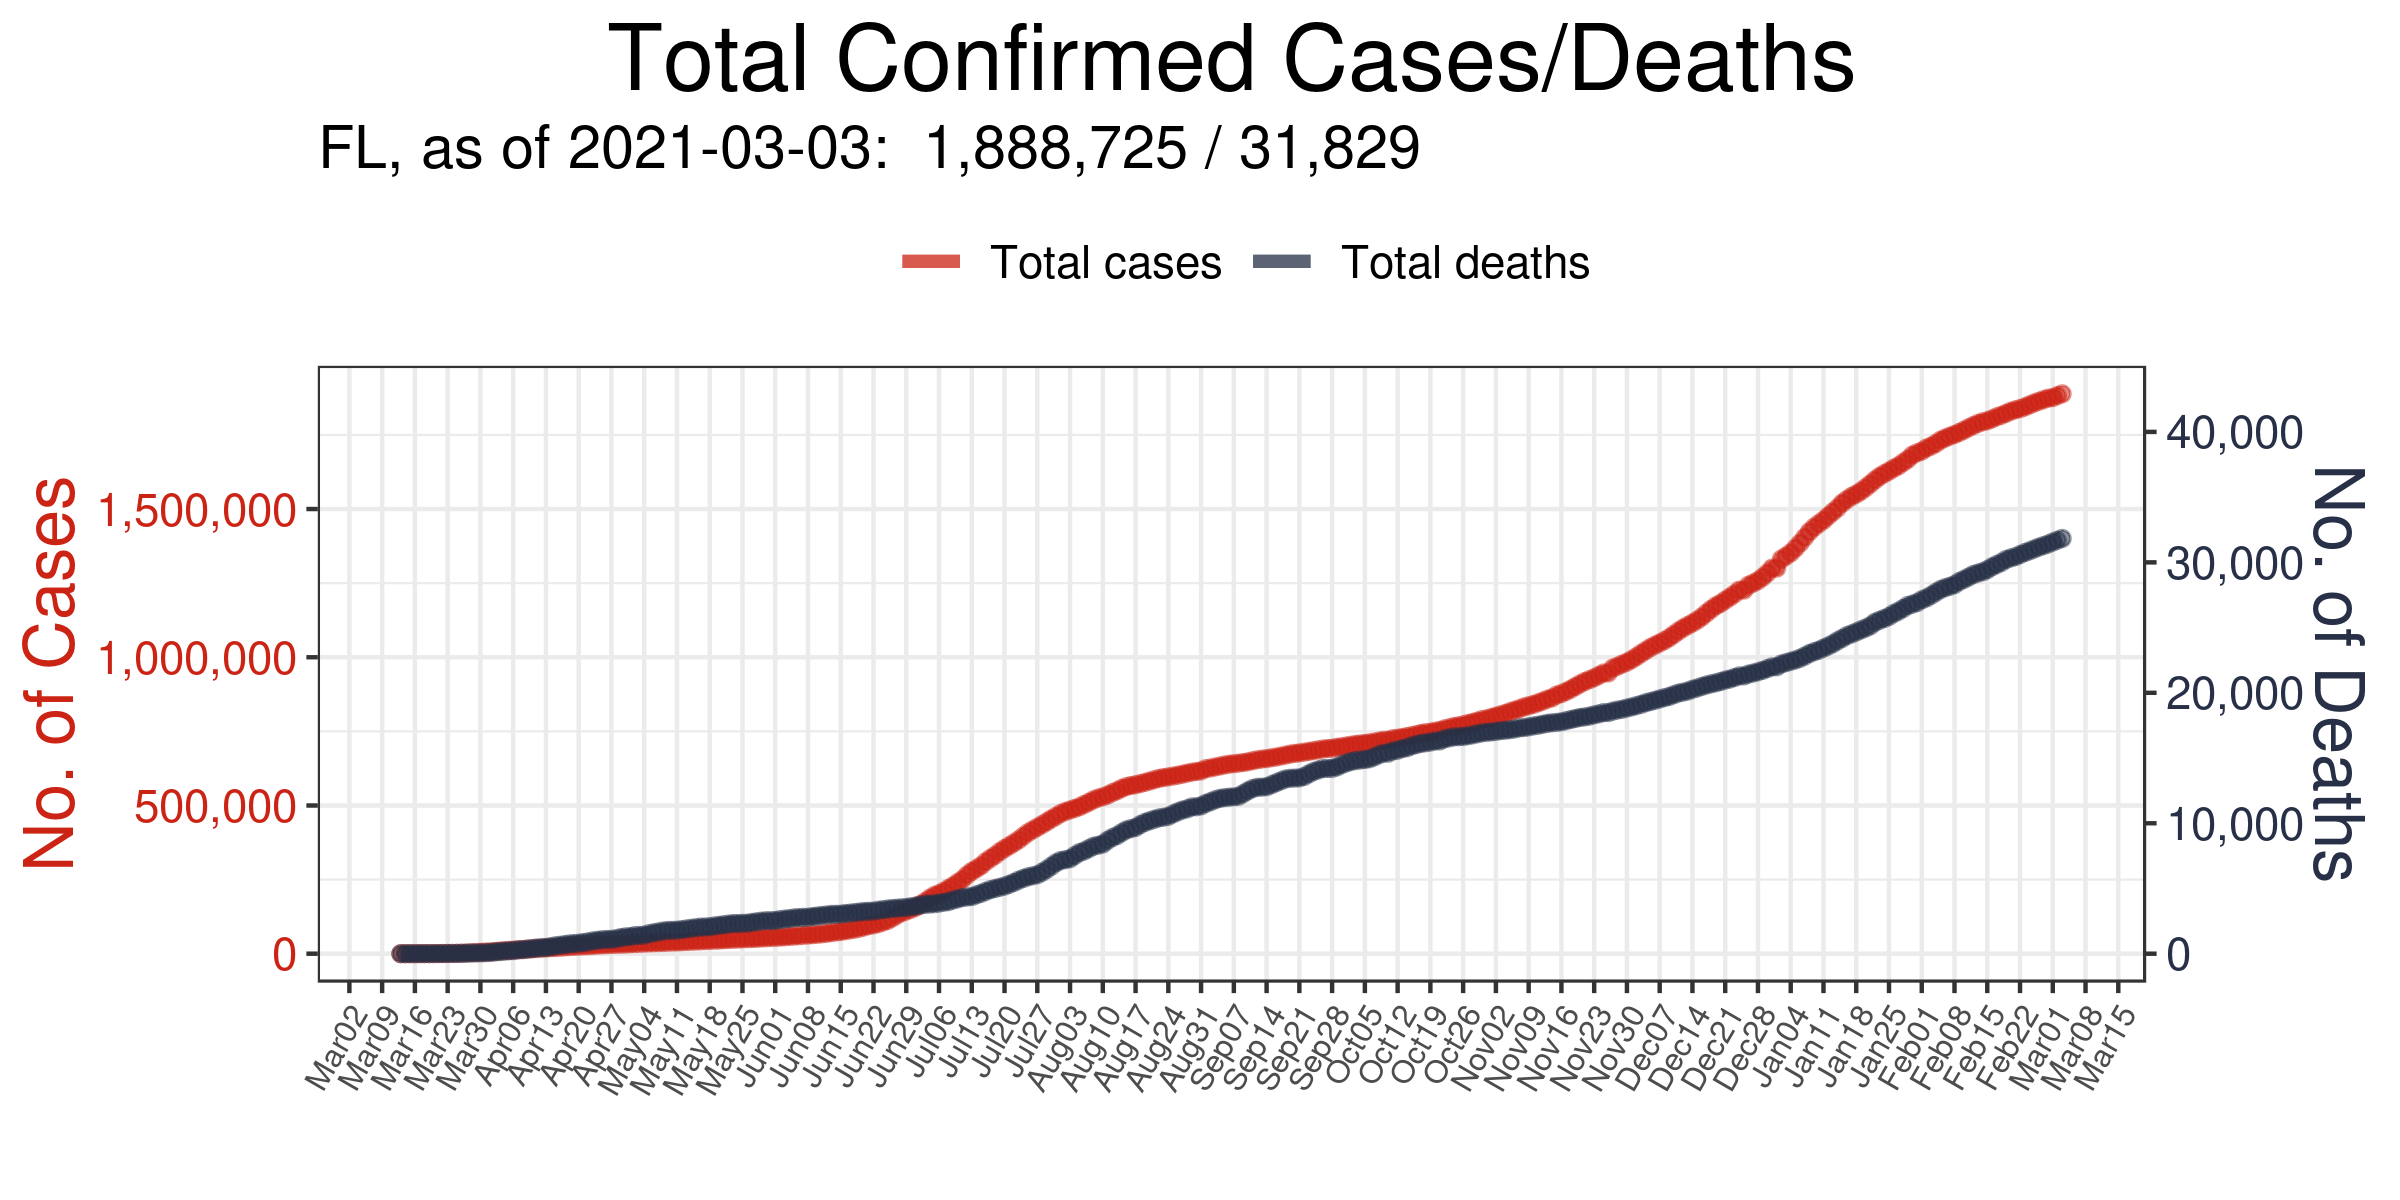 Total Confirmed Cases/Deaths
FL, as of 2021-03-03:  1,888,725 / 31,829
Total cases
Total deaths
No. of Cases
1,500,000
1,000,000
500,000
0
40,000
30,000
20,000
10,000
0
No. of Deaths
Mar02
Mar09
Mar16
Mar23
Mar30
Apr06
Apr13
Apr20
Apr27
May04
May11
May18
May25
Jun01
Jun08
Jun15
Jun22
Jun29
Jul06
Jul13
Jul20
Jul27
Aug03
Aug10
Aug17
Aug24
Aug31
Sep07
Sep14
Sep21
Sep28
Oct05
Oct12
Oct19
Oct26
Nov02
Nov09
Nov16
Nov23
Nov30
Dec07
Dec14
Dec21
Dec28
Jan04
Jan11
Jan18
Jan25
Feb01
Feb08
Feb15
Feb22
Mar01
Mar08
Mar15